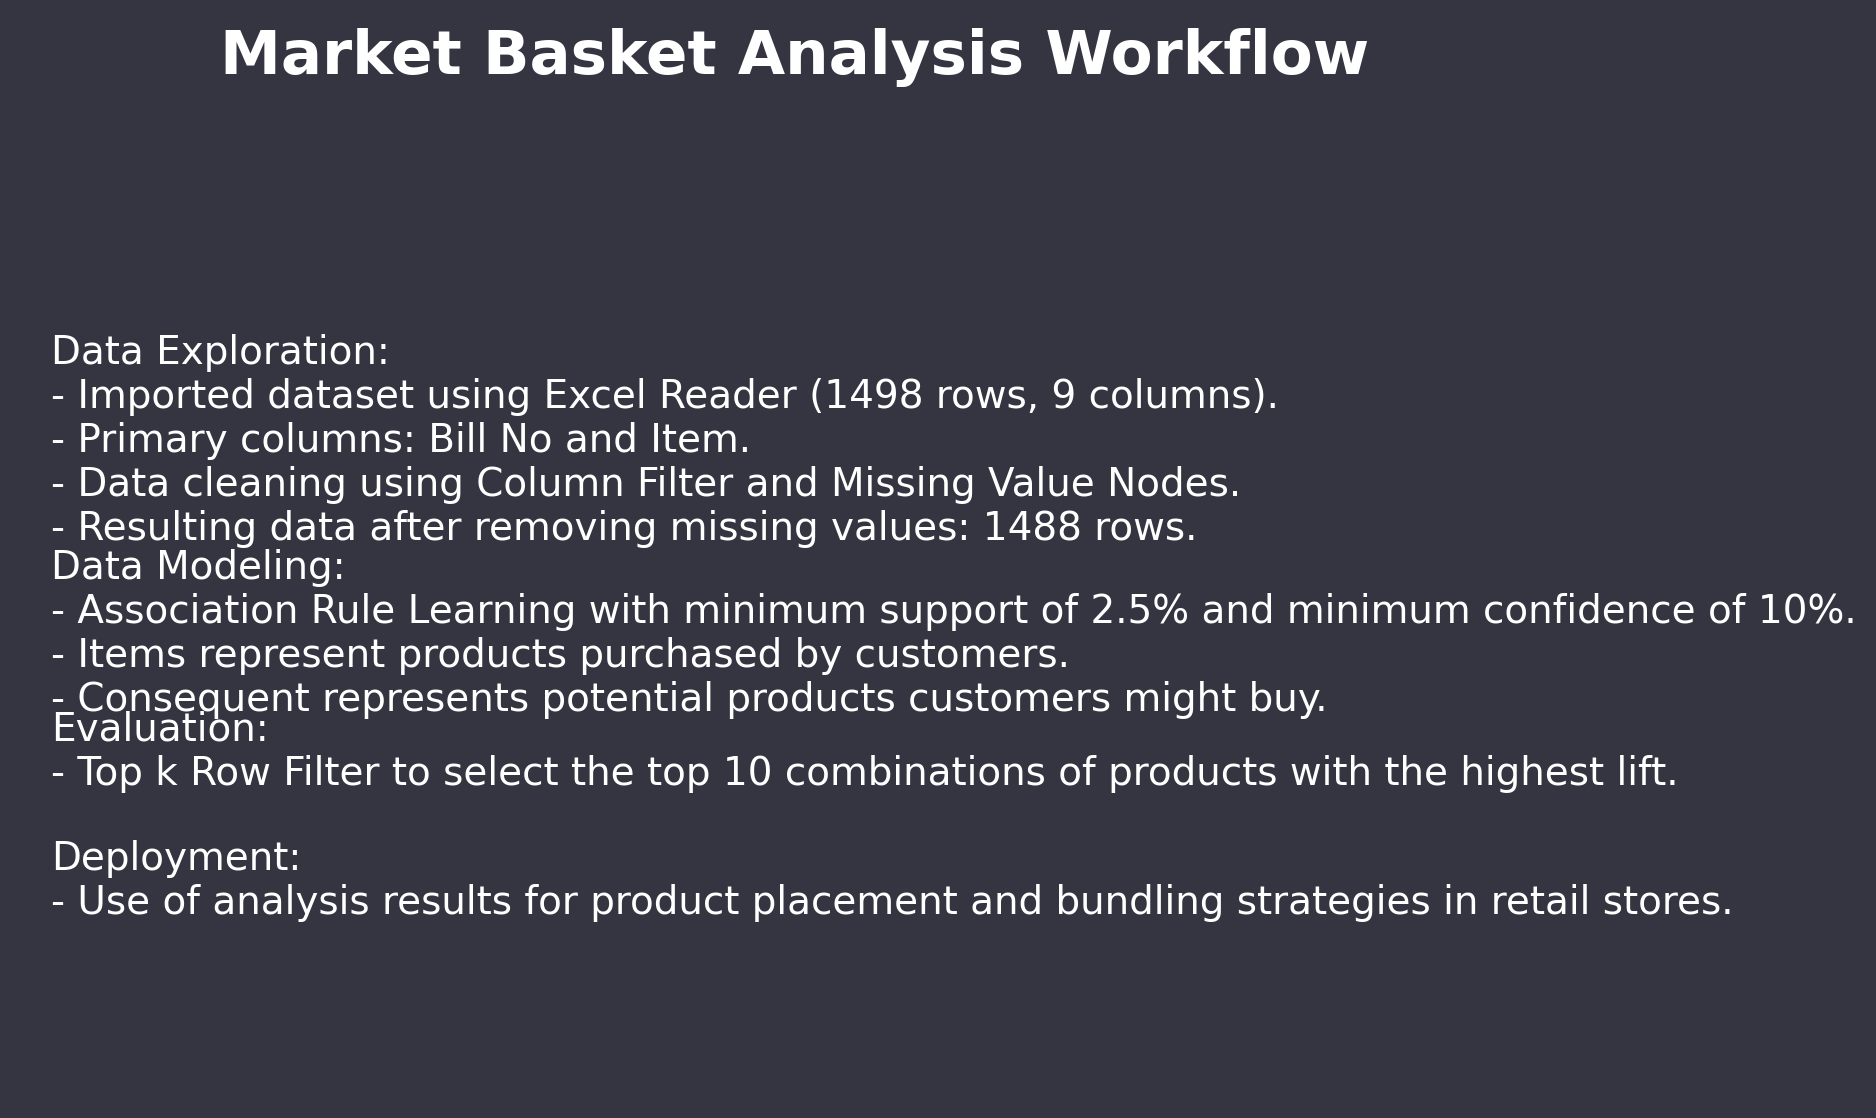 Market Basket Analysis Workflow
Data Exploration:
- Imported dataset using Excel Reader (1498 rows, 9 columns).
- Primary columns: Bill No and Item.
- Data cleaning using Column Filter and Missing Value Nodes.
- Resulting data after removing missing values: 1488 rows.
Data Modeling:
- Association Rule Learning with minimum support of 2.5% and minimum confidence of 10%.
- Items represent products purchased by customers.
- Consequent represents potential products customers might buy.
Evaluation:
- Top k Row Filter to select the top 10 combinations of products with the highest lift.
Deployment:
- Use of analysis results for product placement and bundling strategies in retail stores.